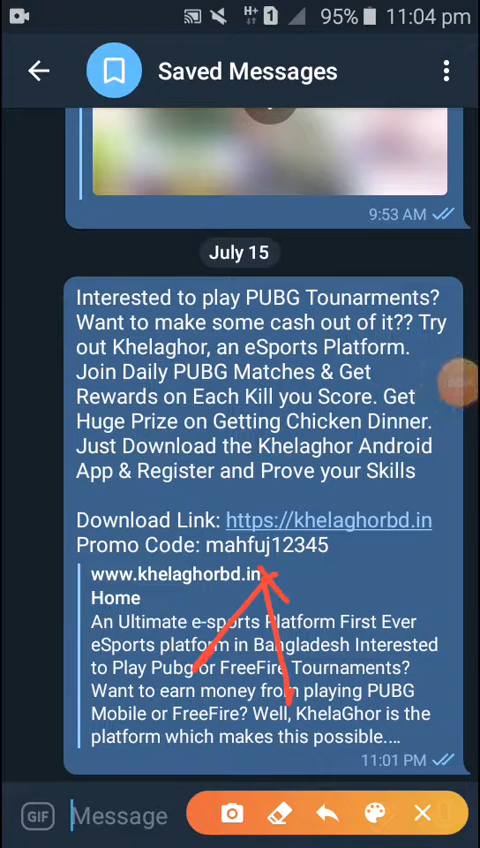 H+ 1 95% 11:04 pm
Saved Messages
9:53 AM
July 15
Interested to play PUBG Tounarments?
Want to make some cash out of it?? Try
out Khelaghor, an eSports Platform.
Join Daily PUBG Matches & Get
Rewards on Each Kill you Score. Get
Huge Prize on Getting Chicken Dinner.
Just Download the Khelaghor Android
App & Register and Prove your Skills
Download Link: https://khelaghorbd.in
Promo Code: mahfuj12345
www.khelaghorbd.in
Home
An Ultimate e-sports Platform First Ever
eSports platform in Bangladesh Interested
to Play Pubg or FreeFire Tournaments?
Want to earn money from playing PUBG
Mobile or FreeFire? Well, KhelaGhor is the
platform which makes this possible....
11:01 PM
GIF Message